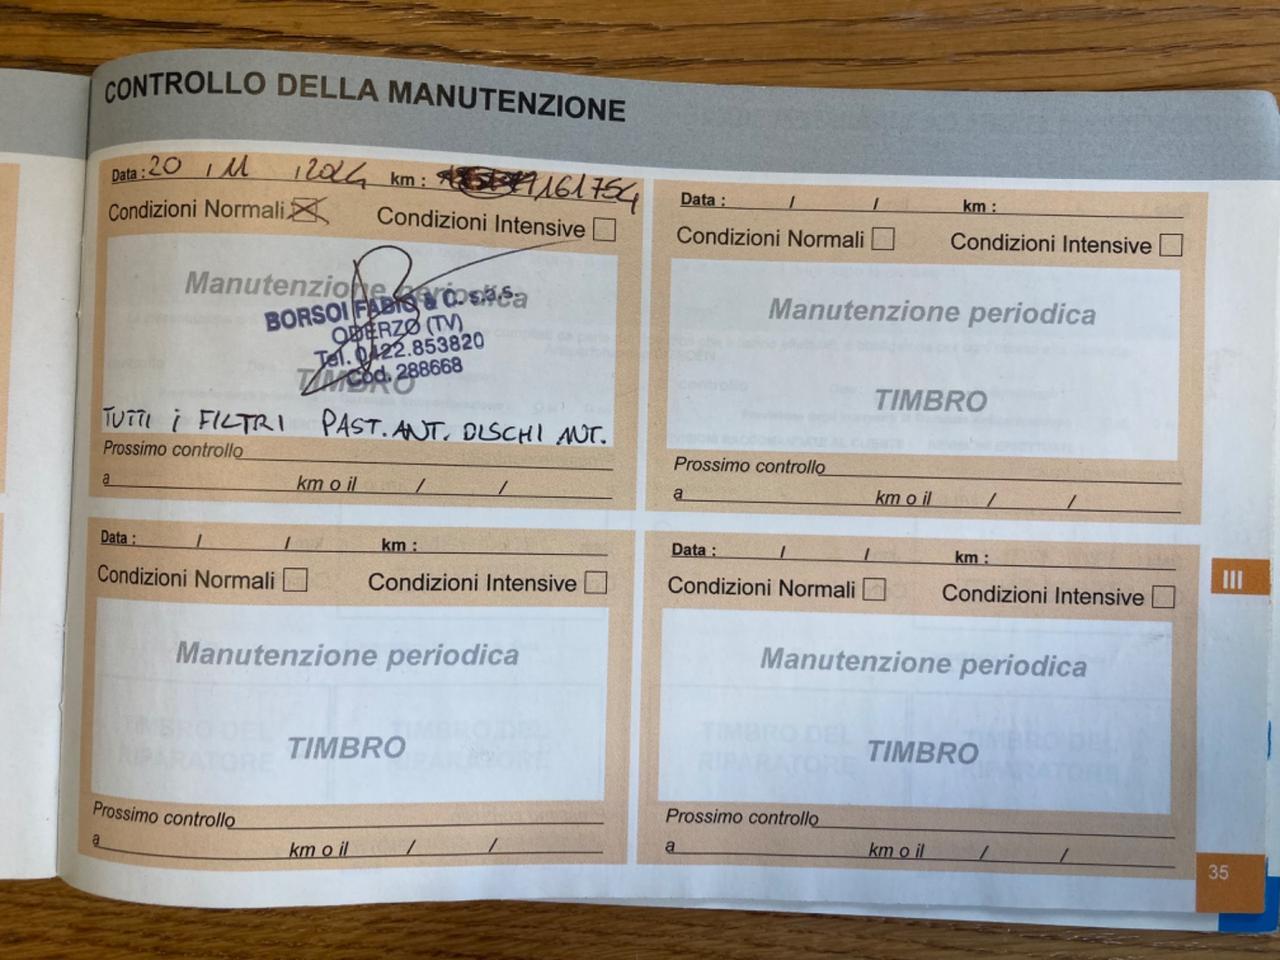 CONTROLLO DELLA MANUTENZIONE
Data : 20 / 11 / 2024 km : 161754
Condizioni Normali Condizioni Intensive
Manutenzione periodica
BORSOI FABIO & C. s.a.s.
ODERZO (TV)
Tel. 0422.853820
Cod. 288668
TIMBRO
TUTTI i FILTRI PAST. ANT. DISCHI ANT.
Prossimo controllo
a km o il / /
Data : / / km :
Condizioni Normali Condizioni Intensive
Manutenzione periodica
TIMBRO
Prossimo controllo
a km o il / /
Data : / / km :
Condizioni Normali Condizioni Intensive
Manutenzione periodica
TIMBRO
Prossimo controllo
a km o il / /
Data : / / km :
Condizioni Normali Condizioni Intensive
Manutenzione periodica
TIMBRO
Prossimo controllo
a km o il / /
III
35